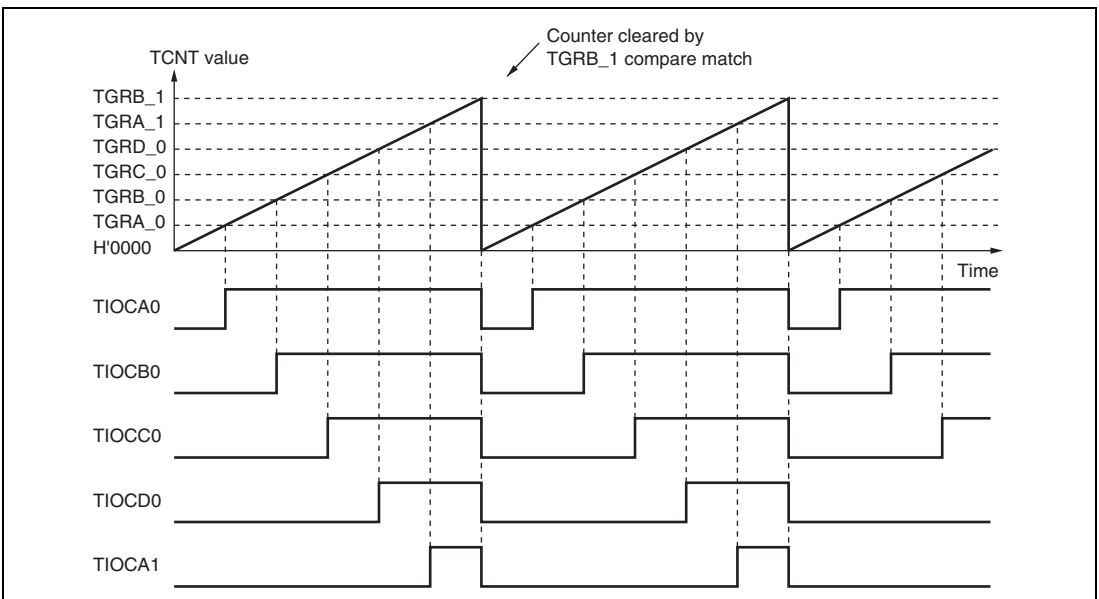 Counter cleared by
TGRB_1 compare match
TCNT value
TGRB_1
TGRA_1
TGRD_0
TGRC_0
TGRB_0
TGRA_0
H'0000
Time
TIOCA0
TIOCB0
TIOCC0
TIOCD0
TIOCA1